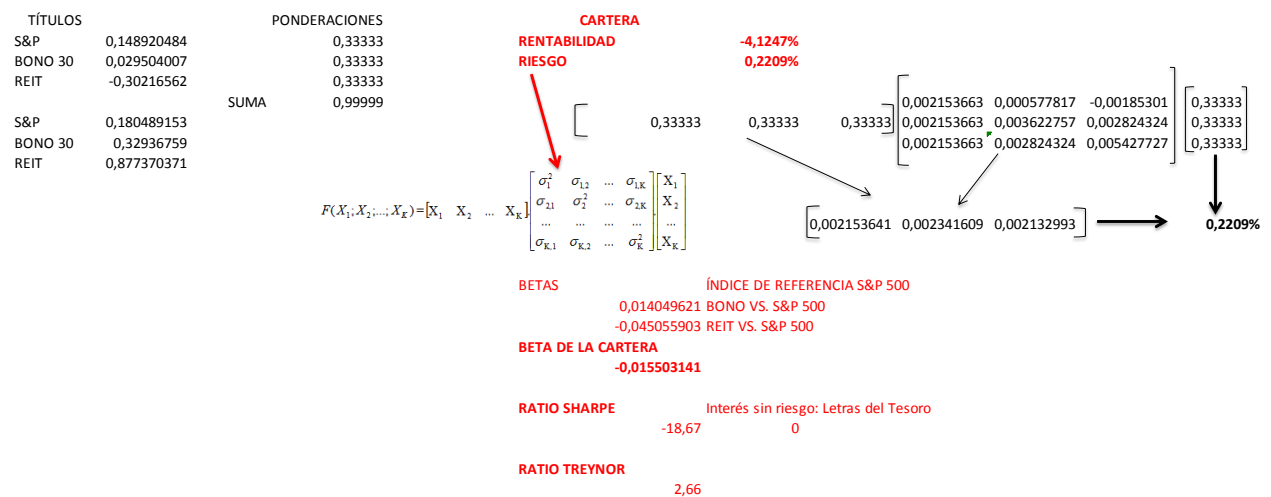 TÍTULOS PONDERACIONES CARTERA
S&P 0,148920484 0,33333 RENTABILIDAD -4,1247%
BONO 30 0,029504007 0,33333 RIESGO 0,2209%
REIT -0,30216562 0,33333
SUMA 0,99999 0,002153663 0,000577817 -0,00185301 0,33333
S&P 0,180489153 0,33333 0,33333 0,33333 0,002153663 0,003622757 0,002824324 0,33333
BONO 30 0,32936759 0,002153663 0,002824324 0,005427727 0,33333
REIT 0,877370371
F(X₁;X₂;...;X_K)=[X₁ X₂ ... X_K]
σ₁² σ₁,₂ ... σ₁,K X₁
σ₂,₁ σ₂² ... σ₂,K X₂
... ... ... ... ...
σK,₁ σK,₂ ... σK² X_K
0,002153641 0,002341609 0,002132993 0,2209%
BETAS ÍNDICE DE REFERENCIA S&P 500
0,014049621 BONO VS. S&P 500
-0,045055903 REIT VS. S&P 500
BETA DE LA CARTERA
-0,015503141
RATIO SHARPE Interés sin riesgo: Letras del Tesoro
-18,67 0
RATIO TREYNOR
2,66